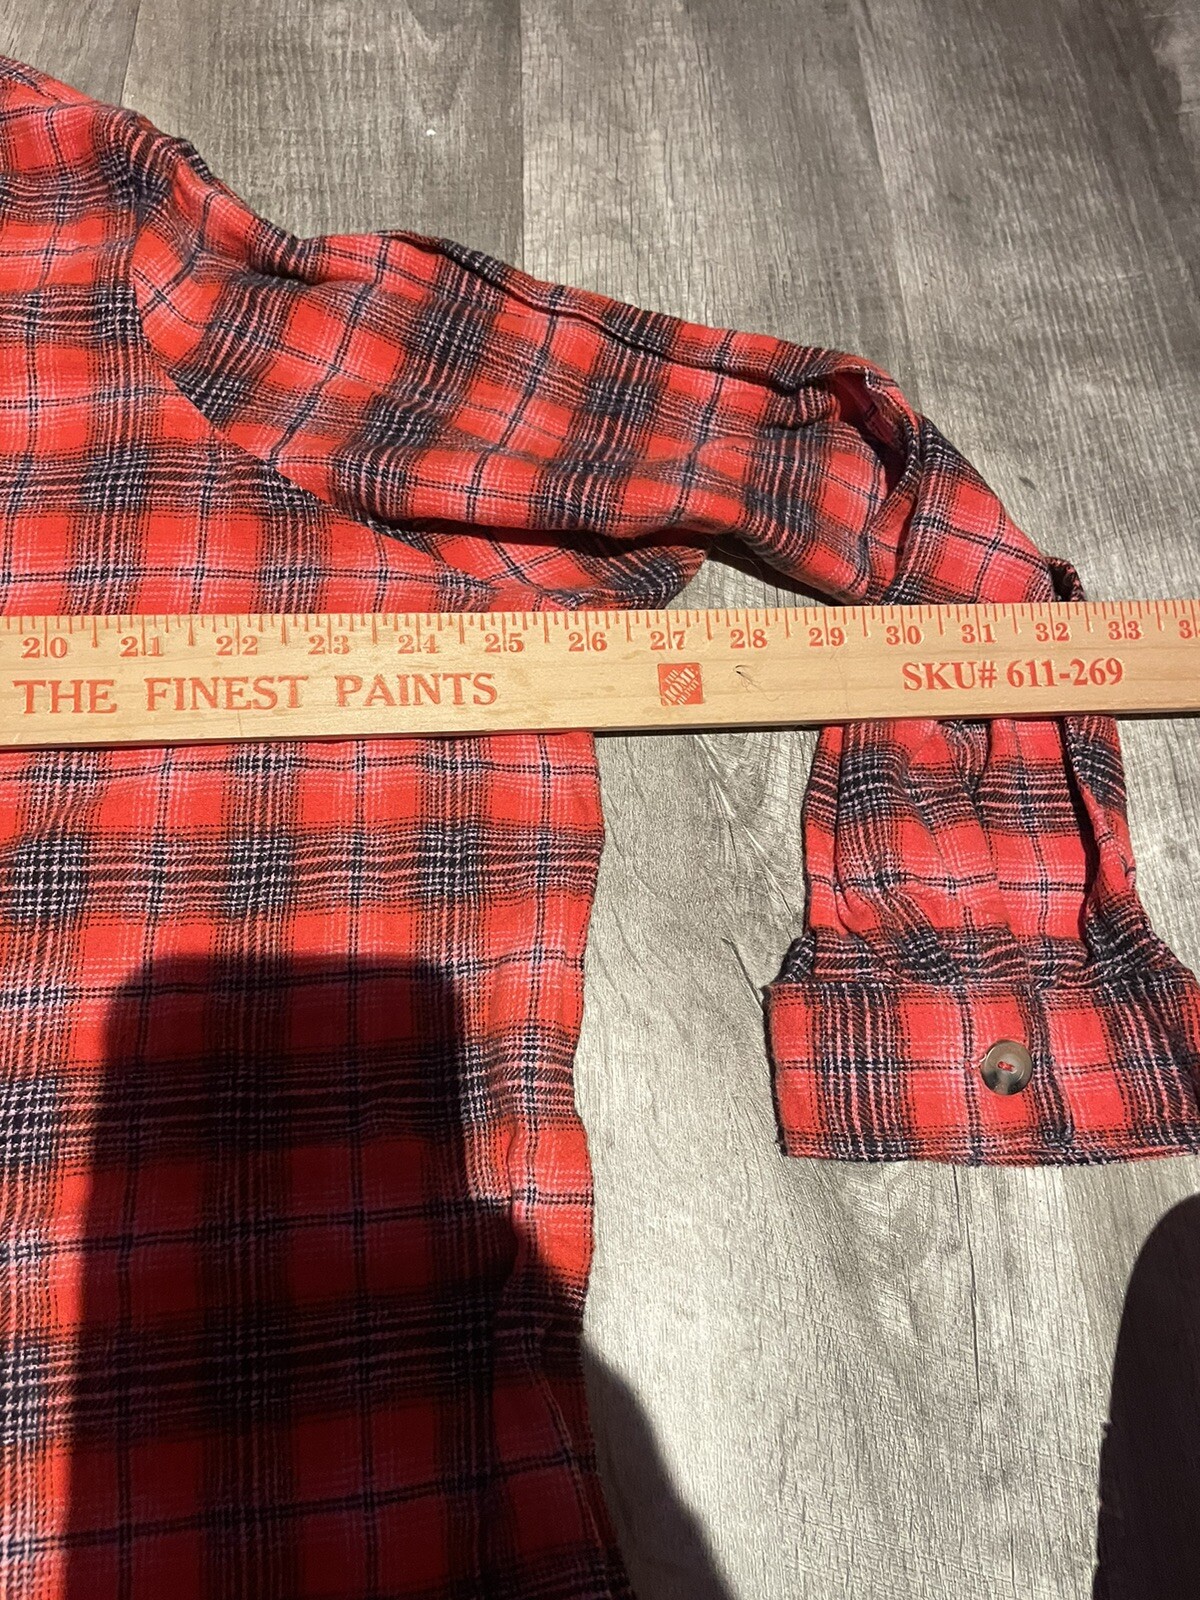 20 21 22 23 24 25 26 27 28 29 30 31 32 33 3
THE FINEST PAINTS
SKU# 611-269